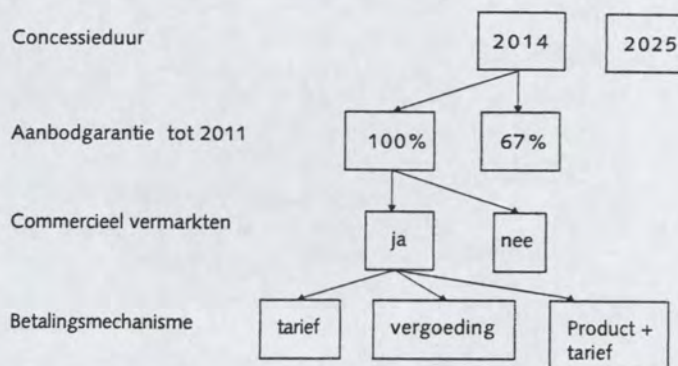 Concessieduur 2014 2025
Aanbodgarantie tot 2011 100% 67%
Commercieel vermarkten ja nee
Betalingsmechanisme tarief vergoeding Product +
tarief